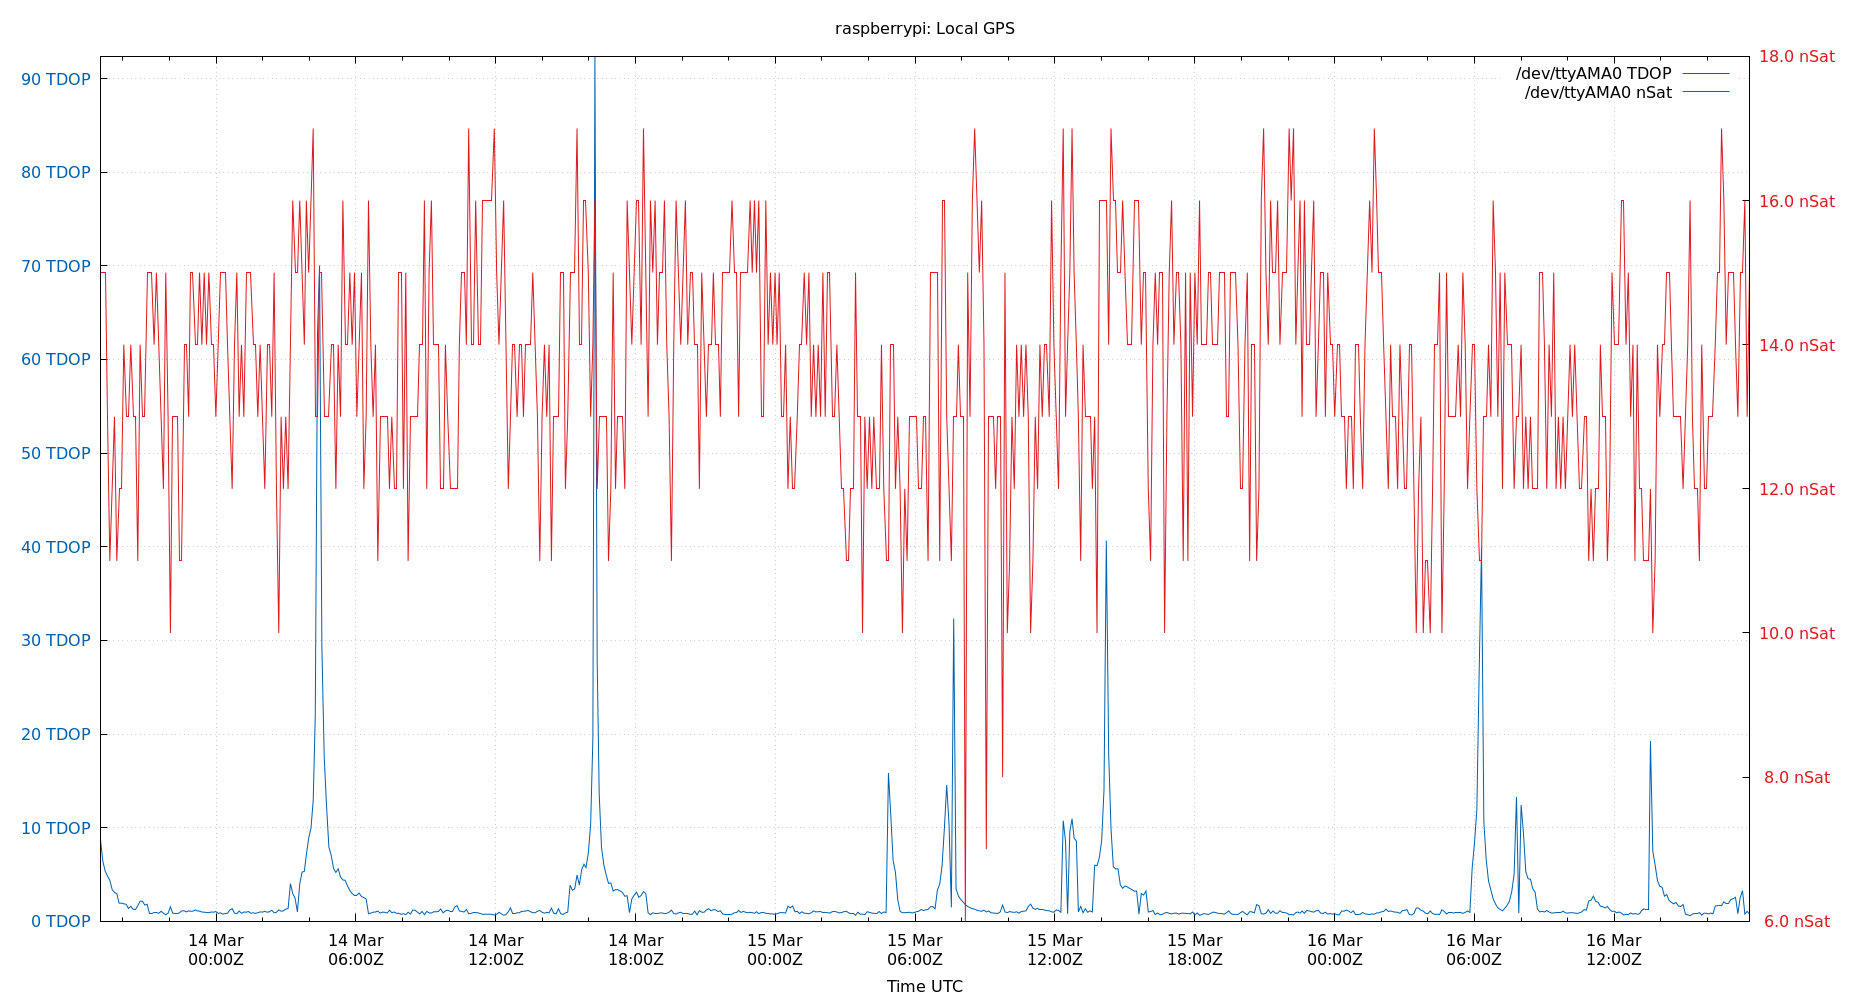 raspberrypi: Local GPS
/dev/ttyAMA0 TDOP
/dev/ttyAMA0 nSat
90 TDOP
80 TDOP
70 TDOP
60 TDOP
50 TDOP
40 TDOP
30 TDOP
20 TDOP
10 TDOP
0 TDOP
18.0 nSat
16.0 nSat
14.0 nSat
12.0 nSat
10.0 nSat
8.0 nSat
6.0 nSat
14 Mar
00:00Z
14 Mar
06:00Z
14 Mar
12:00Z
14 Mar
18:00Z
15 Mar
00:00Z
15 Mar
06:00Z
15 Mar
12:00Z
15 Mar
18:00Z
16 Mar
00:00Z
16 Mar
06:00Z
16 Mar
12:00Z
Time UTC